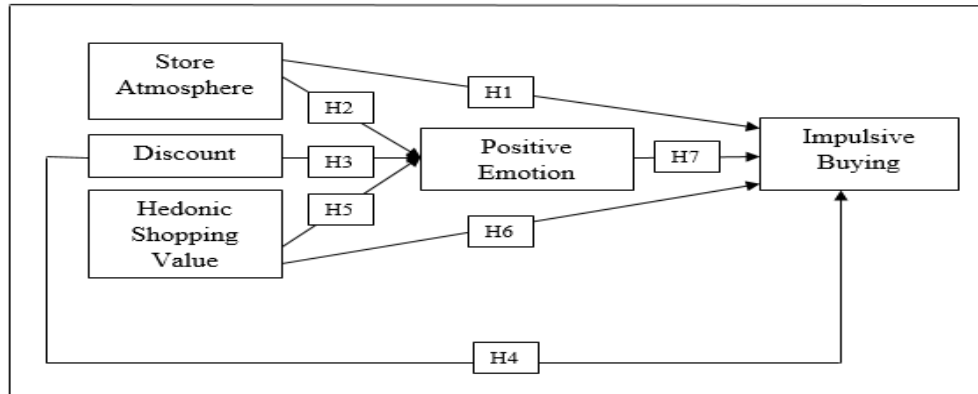 Store
Atmosphere
H1
H2
Discount
H3
Positive
Emotion
H7
Impulsive
Buying
Hedonic
Shopping
Value
H5
H6
H4